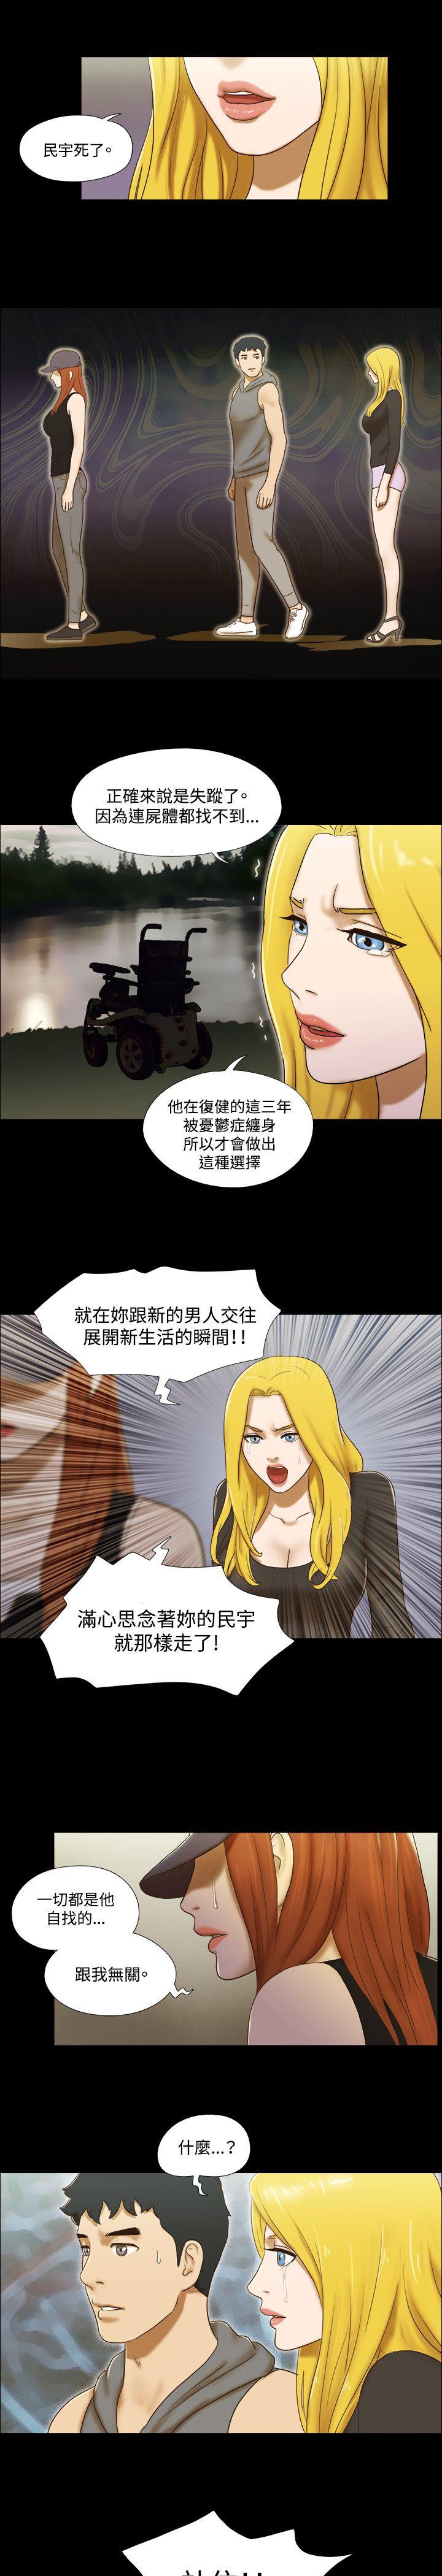 民宇死了。
正確來說是失蹤了。
因為連屍體都找不到...
他在復健的這三年
被憂鬱症纏身
所以才會做出
這種選擇
就在妳跟新的男人交往
展開新生活的瞬間!!
滿心思念著妳的民宇
就那樣走了!
一切都是他
自找的...
跟我無關。
什麼...?